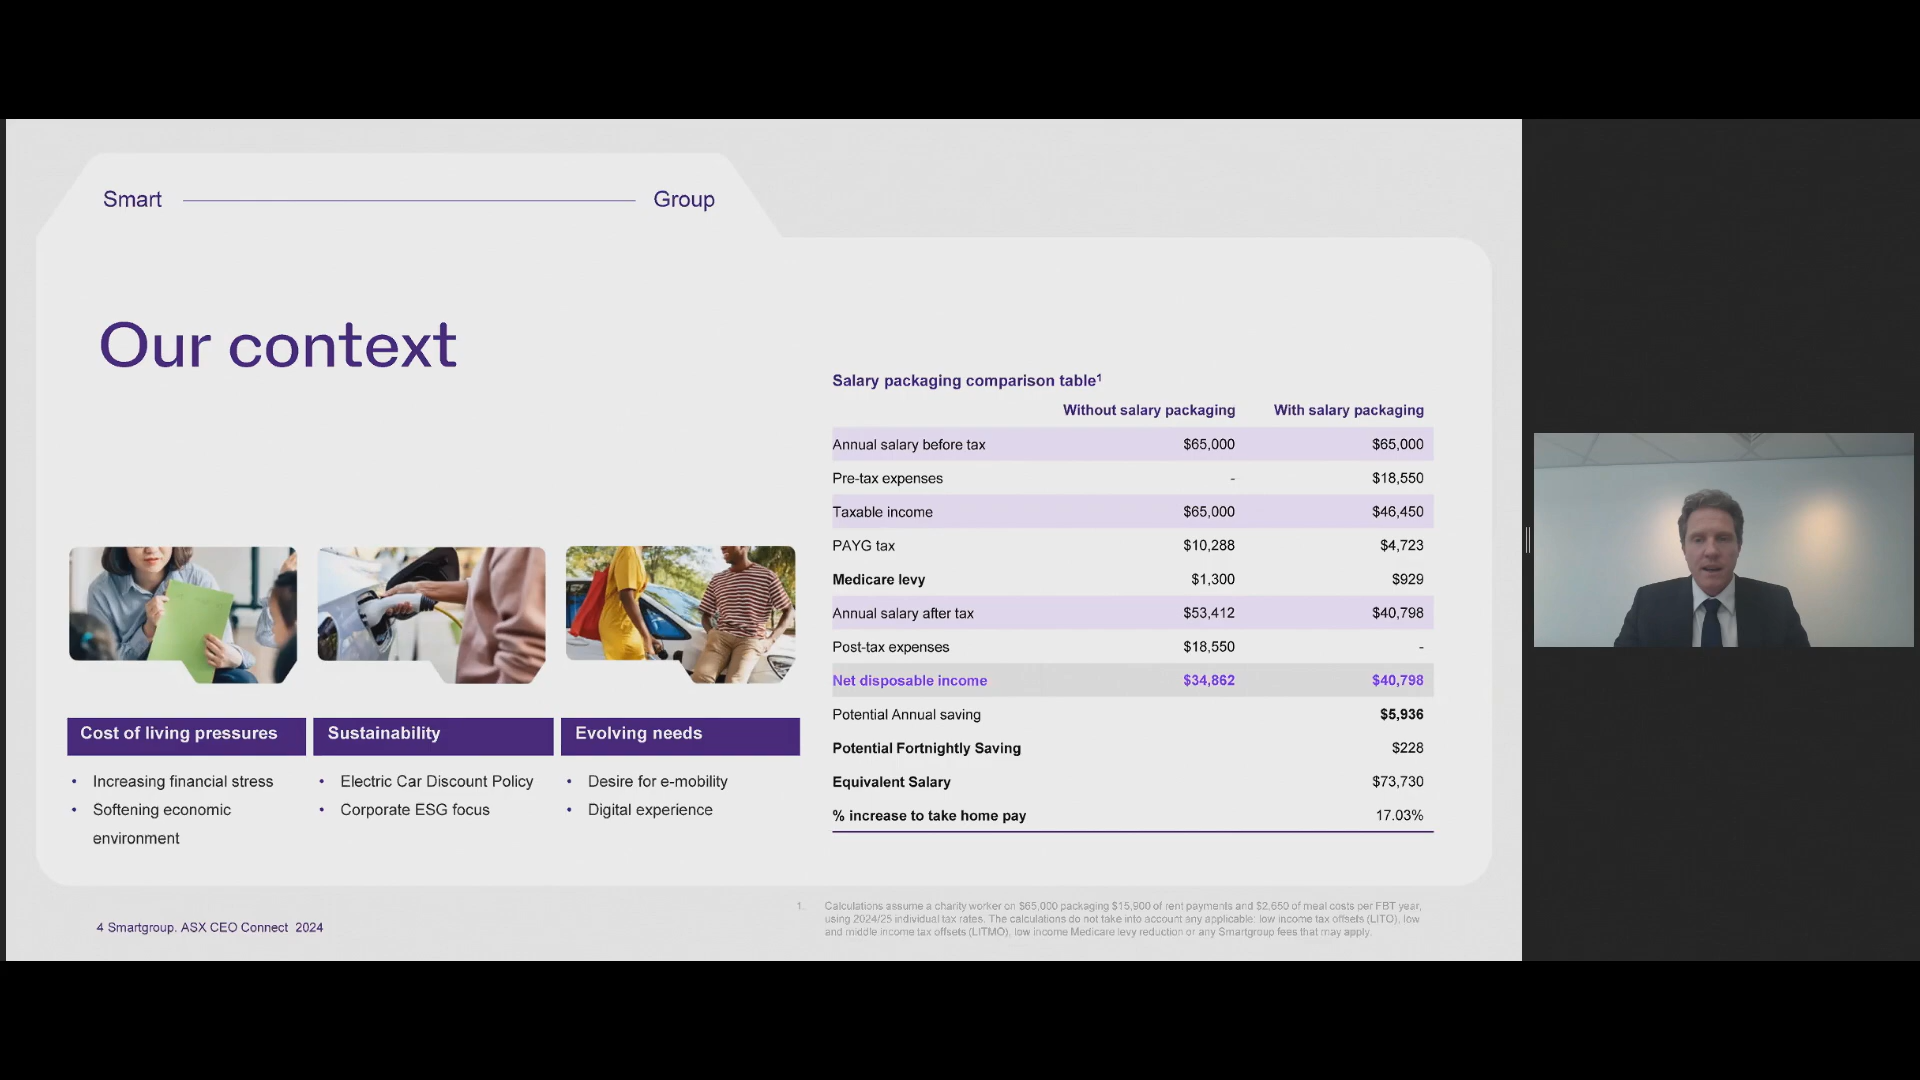 Smart Group
Our context
Cost of living pressures
• Increasing financial stress
• Softening economic
environment
Sustainability
• Electric Car Discount Policy
• Corporate ESG focus
Evolving needs
• Desire for e-mobility
• Digital experience
Salary packaging comparison table¹
Without salary packaging With salary packaging
Annual salary before tax $65,000 $65,000
Pre-tax expenses - $18,550
Taxable income $65,000 $46,450
PAYG tax $10,288 $4,723
Medicare levy $1,300 $929
Annual salary after tax $53,412 $40,798
Post-tax expenses $18,550 -
Net disposable income $34,862 $40,798
Potential Annual saving $5,936
Potential Fortnightly Saving $228
Equivalent Salary $73,730
% increase to take home pay 17.03%
1. Calculations assume a charity worker on $65,000 packaging $15,900 of rent payments and $2,650 of meal costs per FBT year,
using 2024/25 individual tax rates. The calculations do not take into account any applicable: low income tax offsets (LITO), low
and middle income tax offsets (LITMO), low income Medicare levy reduction or any Smartgroup fees that may apply.
4 Smartgroup. ASX CEO Connect 2024